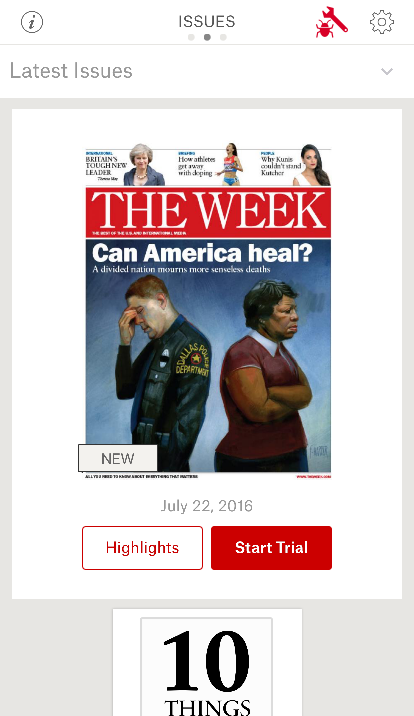 ISSUES
Latest Issues
INTERNATIONAL
BRITAIN'S
TOUGH NEW
LEADER
Theresa May
BRIEFING
How athletes
get away
with doping
PEOPLE
Why Kunis
couldn't stand
Kutcher
THE WEEK
THE BEST OF THE U.S. AND INTERNATIONAL MEDIA
Can America heal?
A divided nation mourns more senseless deaths
DALLAS POLICE
DEPARTMENT
NEW
ALL YOU NEED TO KNOW ABOUT EVERYTHING THAT MATTERS
WWW.THEWEEK.COM
July 22, 2016
Highlights
Start Trial
10
THINGS